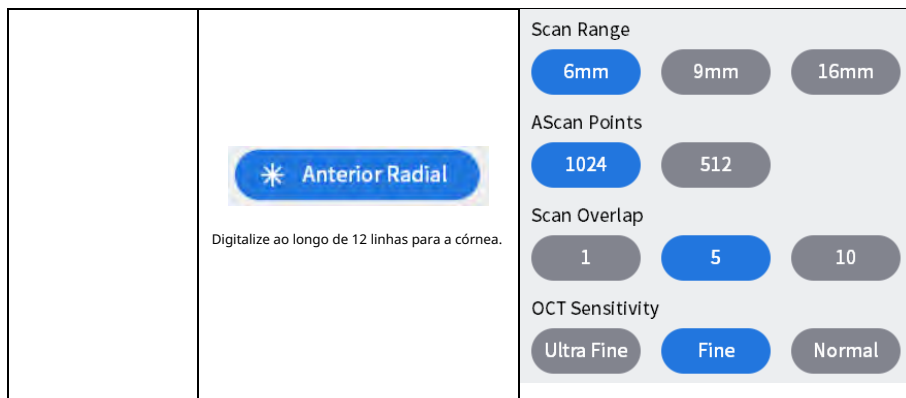 Anterior Radial
Digitalize ao longo de 12 linhas para a córnea.
Scan Range
6mm 9mm 16mm
AScan Points
1024 512
Scan Overlap
1 5 10
OCT Sensitivity
Ultra Fine Fine Normal